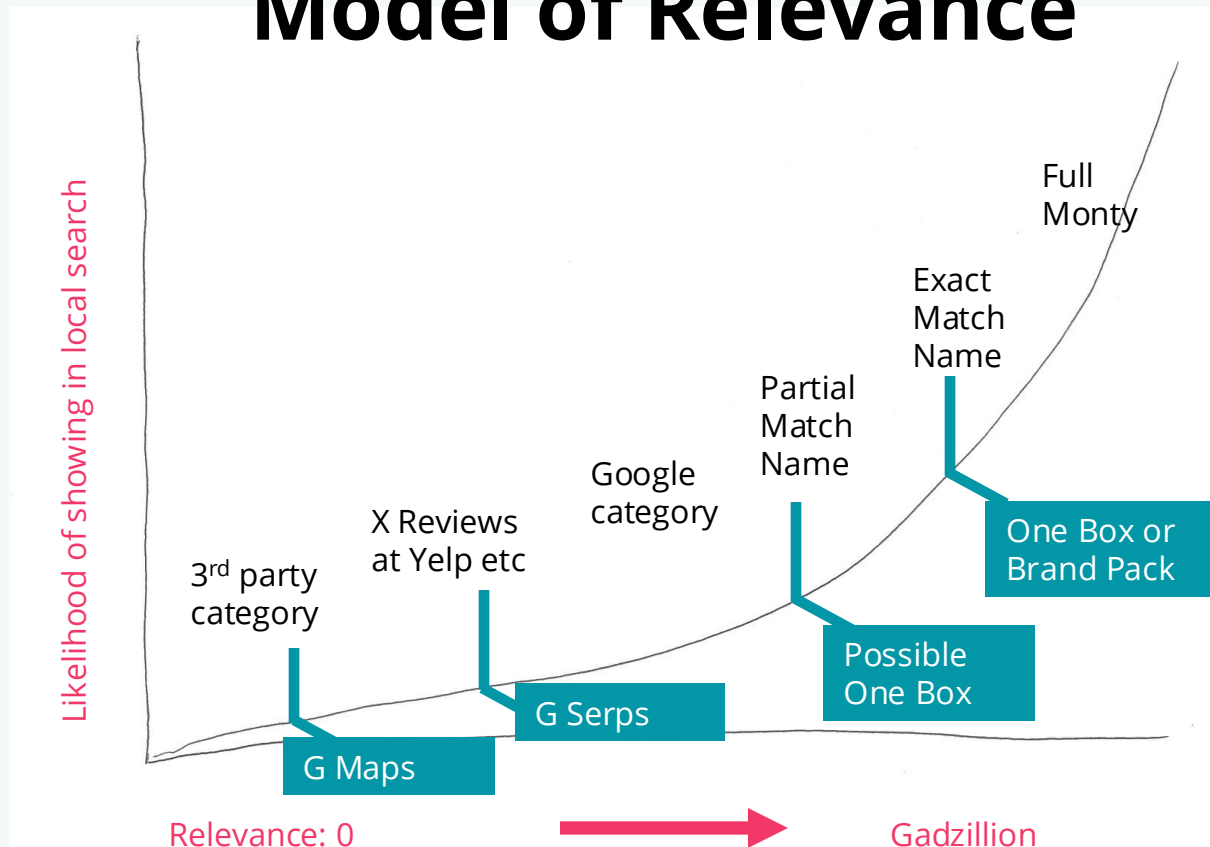 Model of Relevance
Likelihood of showing in local search
Full
Monty
Exact
Match
Name
Partial
Match
Name
Google
category
X Reviews
at Yelp etc
3rd party
category
One Box or
Brand Pack
Possible
One Box
G Serps
G Maps
Relevance: 0
Gadzillion